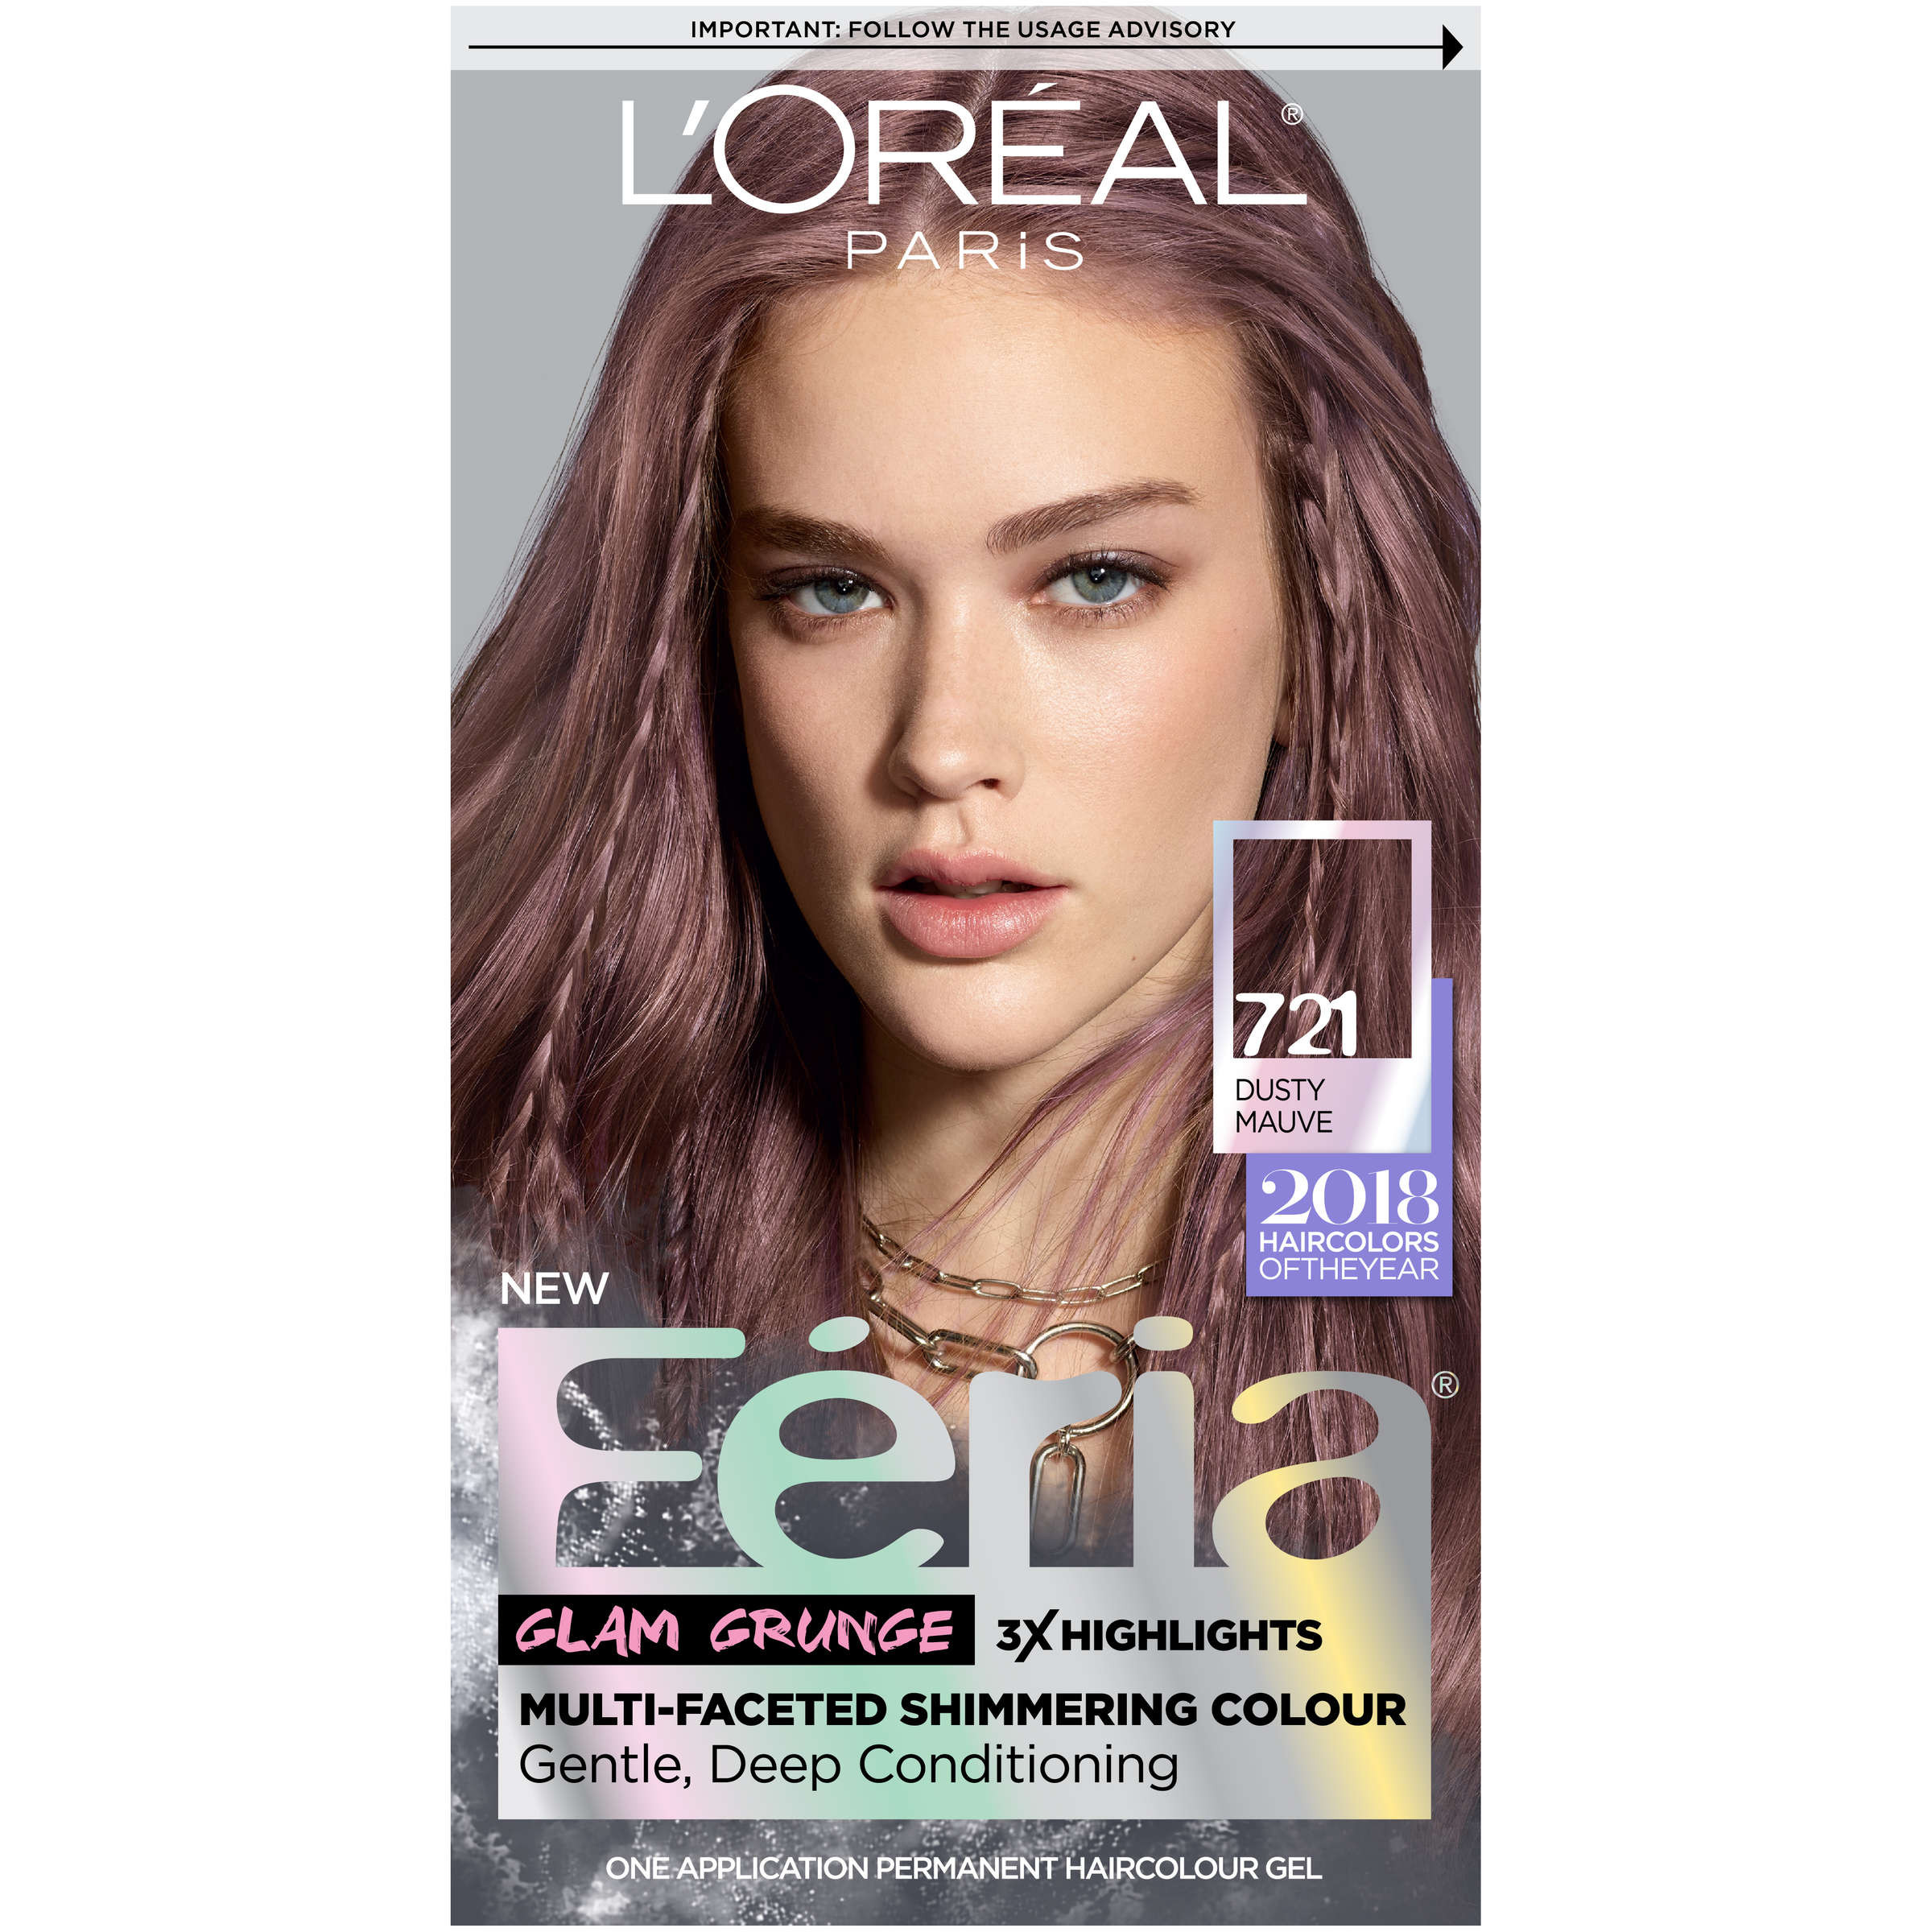 IMPORTANT: FOLLOW THE USAGE ADVISORY
L'ORÉAL®
PARiS
721
DUSTY
MAUVE
2018
HAIRCOLORS
OFTHEYEAR
NEW
Féria®
GLAM GRUNGE 3X HIGHLIGHTS
MULTI-FACETED SHIMMERING COLOUR
Gentle, Deep Conditioning
ONE APPLICATION PERMANENT HAIRCOLOUR GEL